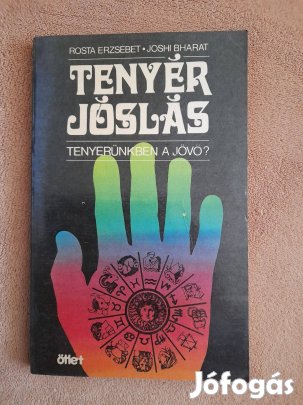 ROSTA ERZSÉBET • JOSHI BHARAT
TENYÉR
JÓSLÁS
TENYERÜNKBEN A JÖVŐ?
ötlet
Jófogás